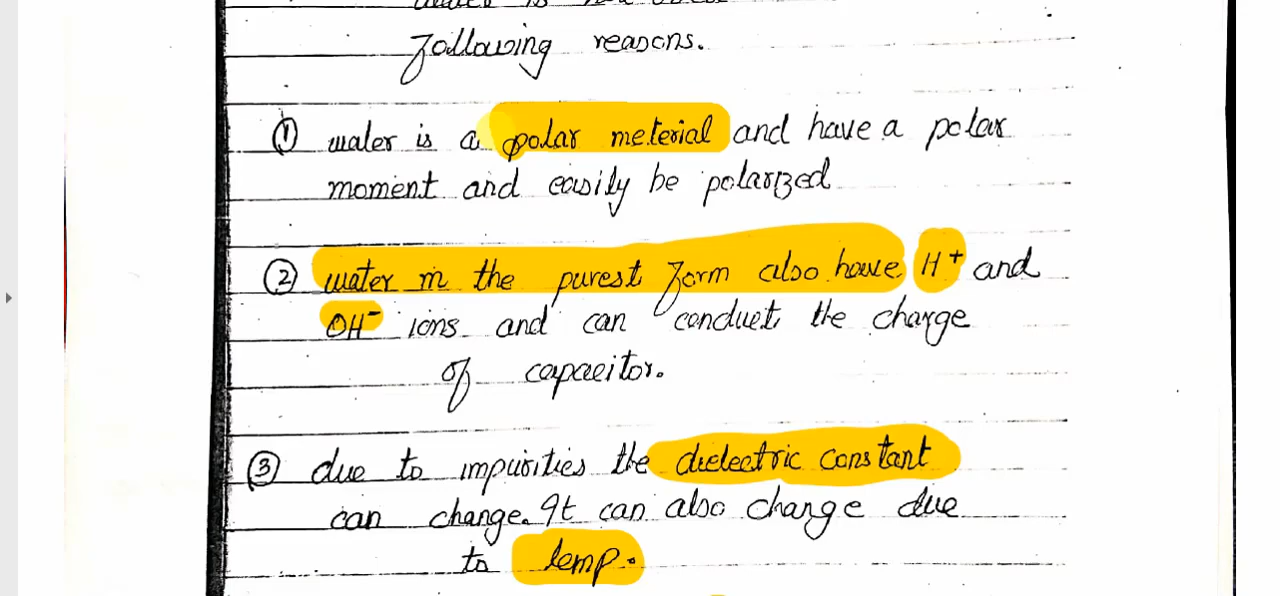 following reasons.
① water is a polar meterial and have a polar
moment and easily be polarized
② water in the purest form also have H⁺ and
OH⁻ ions and can conduct the charge
of capacitor.
③ due to impurities the dielectric constant
can change. It can also change due
to temp.